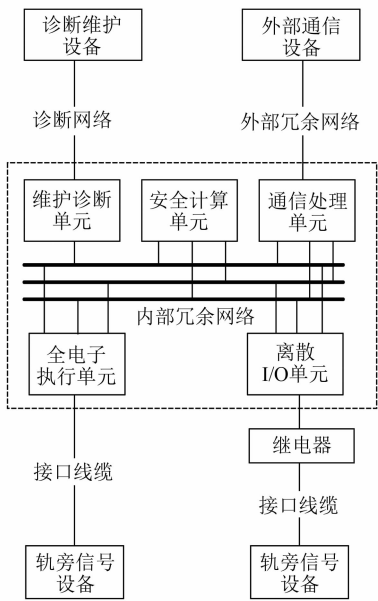 诊断维护
设备
外部通信
设备
诊断网络
外部冗余网络
维护诊断
单元
安全计算
单元
通信处理
单元
内部冗余网络
全电子
执行单元
离散
I/O单元
继电器
接口线缆
接口线缆
轨旁信号
设备
轨旁信号
设备